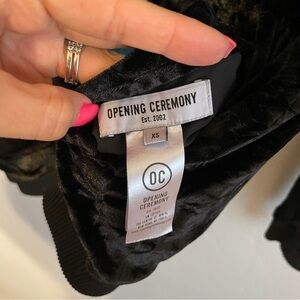 OPENING CEREMONY
Est. 2002
XS
OC
OPENING
CEREMONY